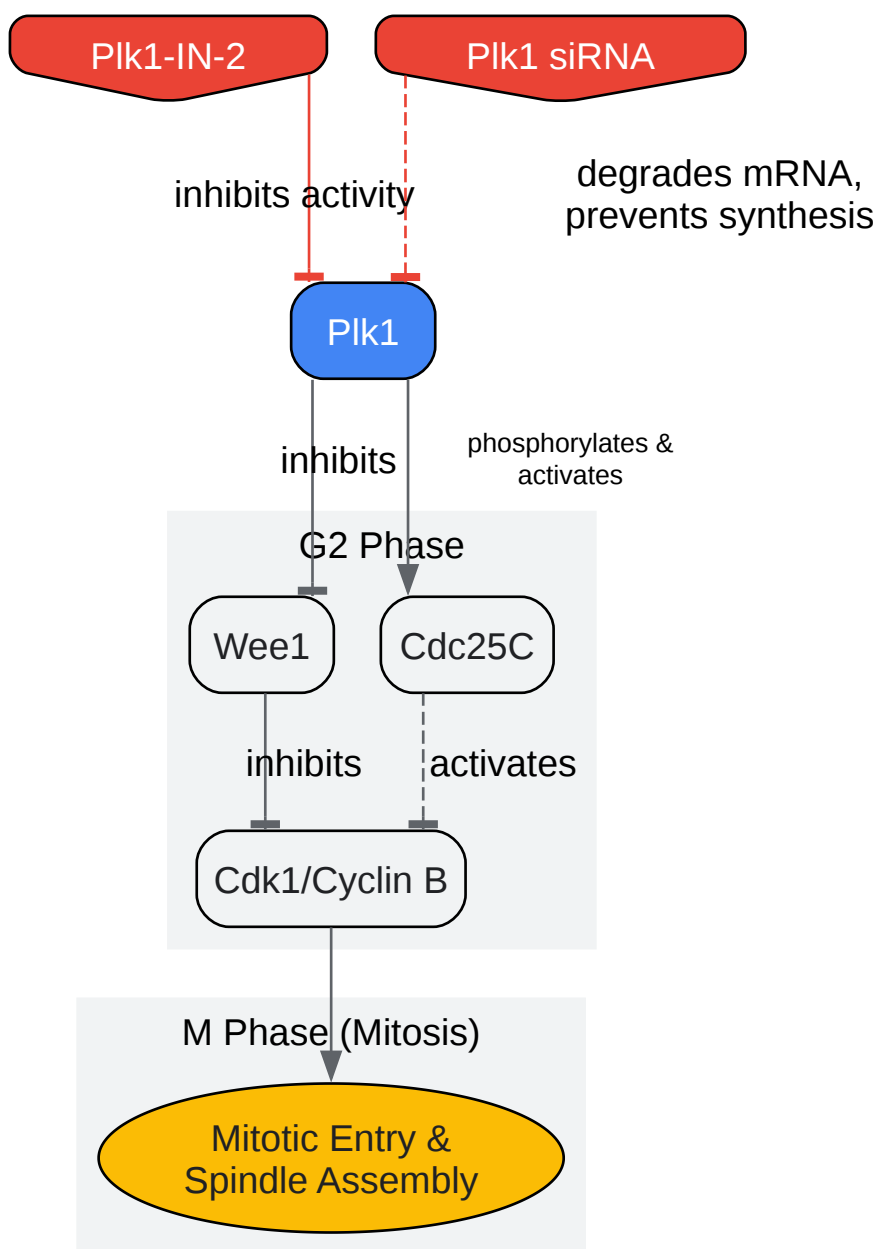 Plk1-IN-2
Plk1 siRNA
inhibits activity
degrades mRNA,
prevents synthesis
Plk1
inhibits
phosphorylates &
activates
G2 Phase
Wee1
Cdc25C
inhibits
activates
Cdk1/Cyclin B
M Phase (Mitosis)
Mitotic Entry &
Spindle Assembly